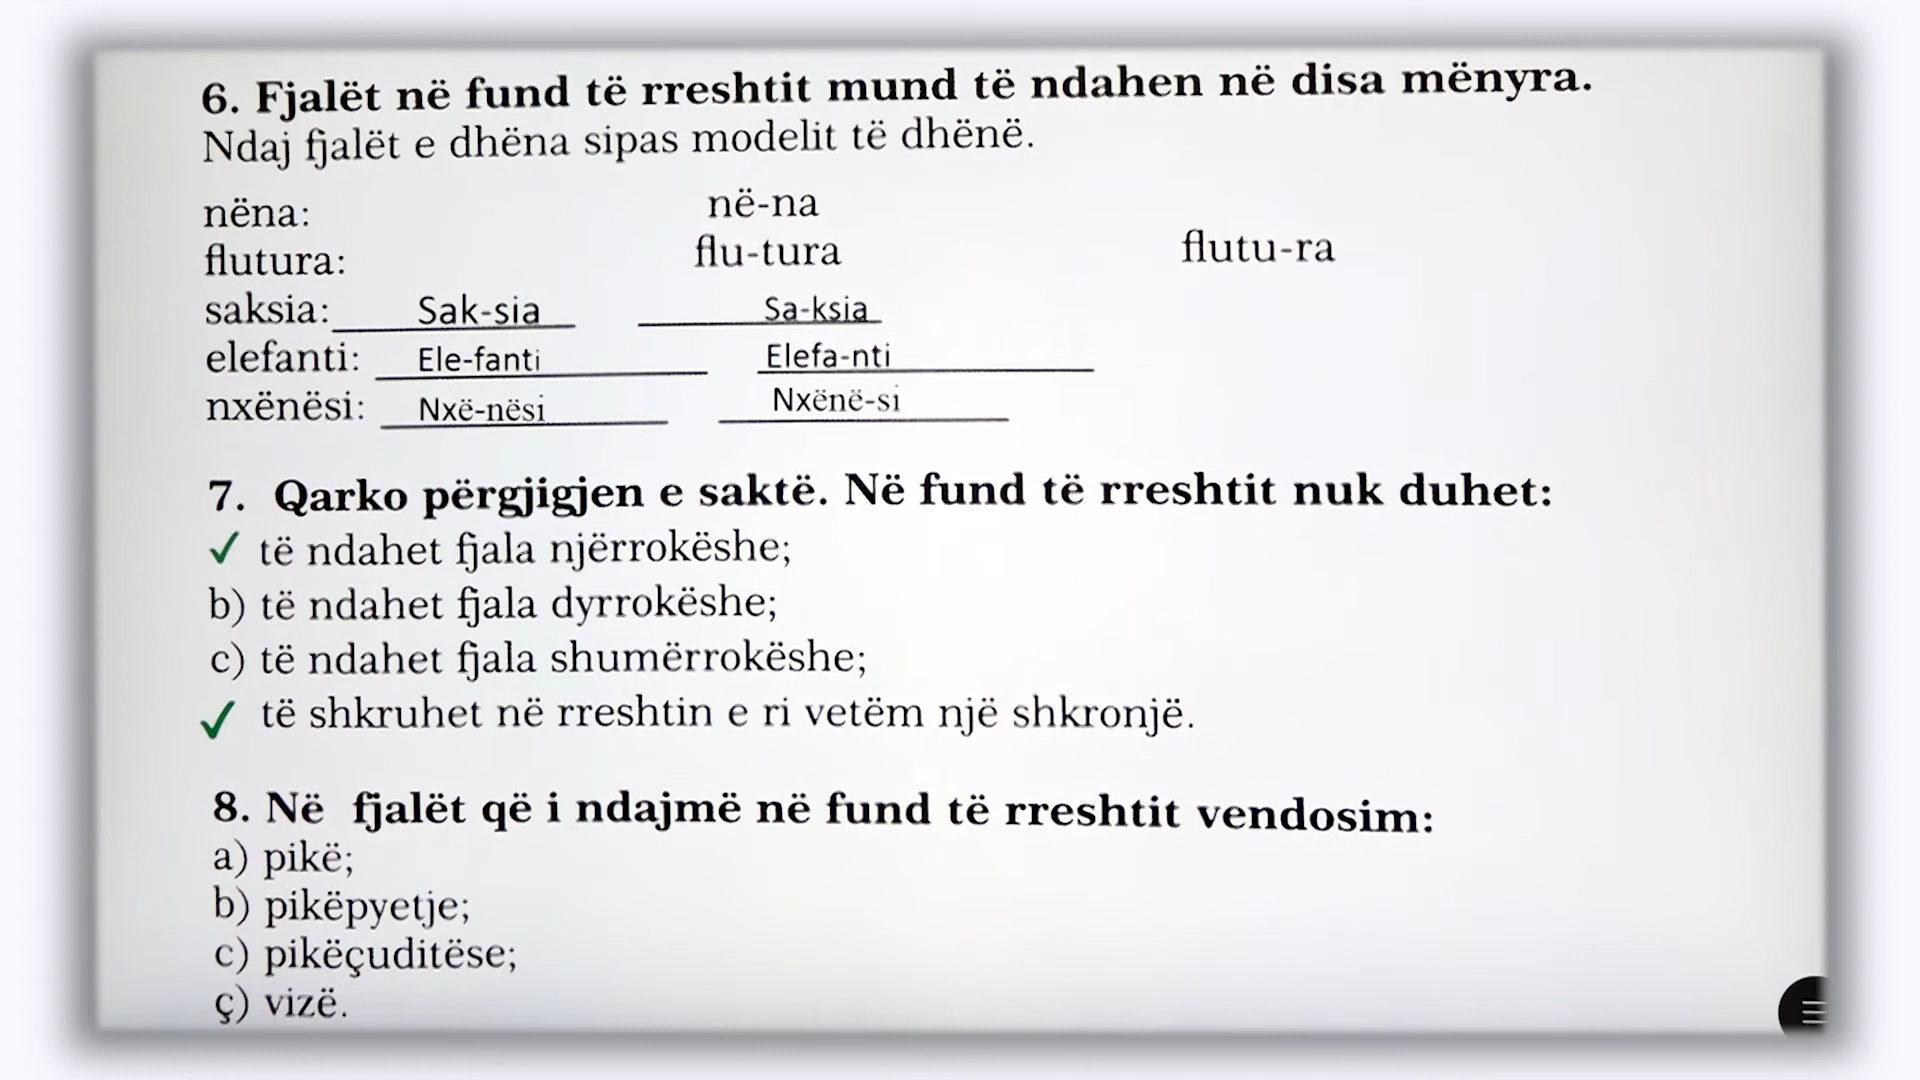 6. Fjalët në fund të rreshtit mund të ndahen në disa mënyra.
Ndaj fjalët e dhëna sipas modelit të dhënë.
nëna: në-na
flutura: flu-tura flutu-ra
saksia: Sak-sia Sa-ksia
elefanti: Ele-fanti Elefa-nti
nxënësi: Nxë-nësi Nxënë-si
7. Qarko përgjigjen e saktë. Në fund të rreshtit nuk duhet:
✓ të ndahet fjala njërrokëshe;
b) të ndahet fjala dyrrokëshe;
c) të ndahet fjala shumërrokëshe;
✓ të shkruhet në rreshtin e ri vetëm një shkronjë.
8. Në fjalët që i ndajmë në fund të rreshtit vendosim:
a) pikë;
b) pikëpyetje;
c) pikëçuditëse;
ç) vizë.